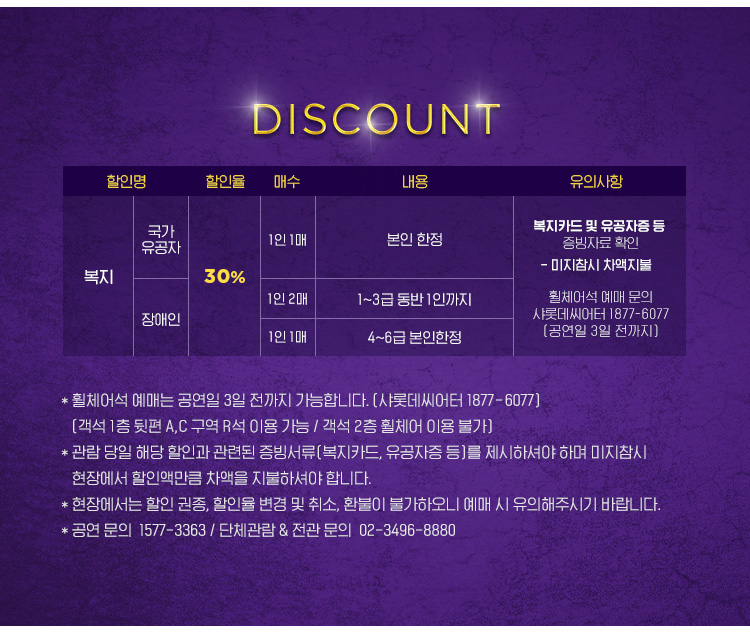 DISCOUNT
할인명 할인율 매수 내용 유의사항
복지
국가
유공자
30%
1인 1매
본인 한정
복지카드 및 유공자증 등
증빙자료 확인
- 미지참시 차액지불
장애인
1인 2매
1~3급 동반 1인까지
1인 1매
4~6급 본인한정
휠체어석 예매 문의
샤롯데씨어터 1877-6077
(공연일 3일 전까지)
* 휠체어석 예매는 공연일 3일 전까지 가능합니다. (샤롯데씨어터 1877-6077)
(객석 1층 뒷편 A,C 구역 R석 이용 가능 / 객석 2층 휠체어 이용 불가)
* 관람 당일 해당 할인과 관련된 증빙서류(복지카드, 유공자증 등)를 제시하셔야 하며 미지참시
현장에서 할인액만큼 차액을 지불하셔야 합니다.
* 현장에서는 할인 권종, 할인율 변경 및 취소, 환불이 불가하오니 예매 시 유의해주시기 바랍니다.
* 공연 문의 1577-3363 / 단체관람 & 전관 문의 02-3496-8880